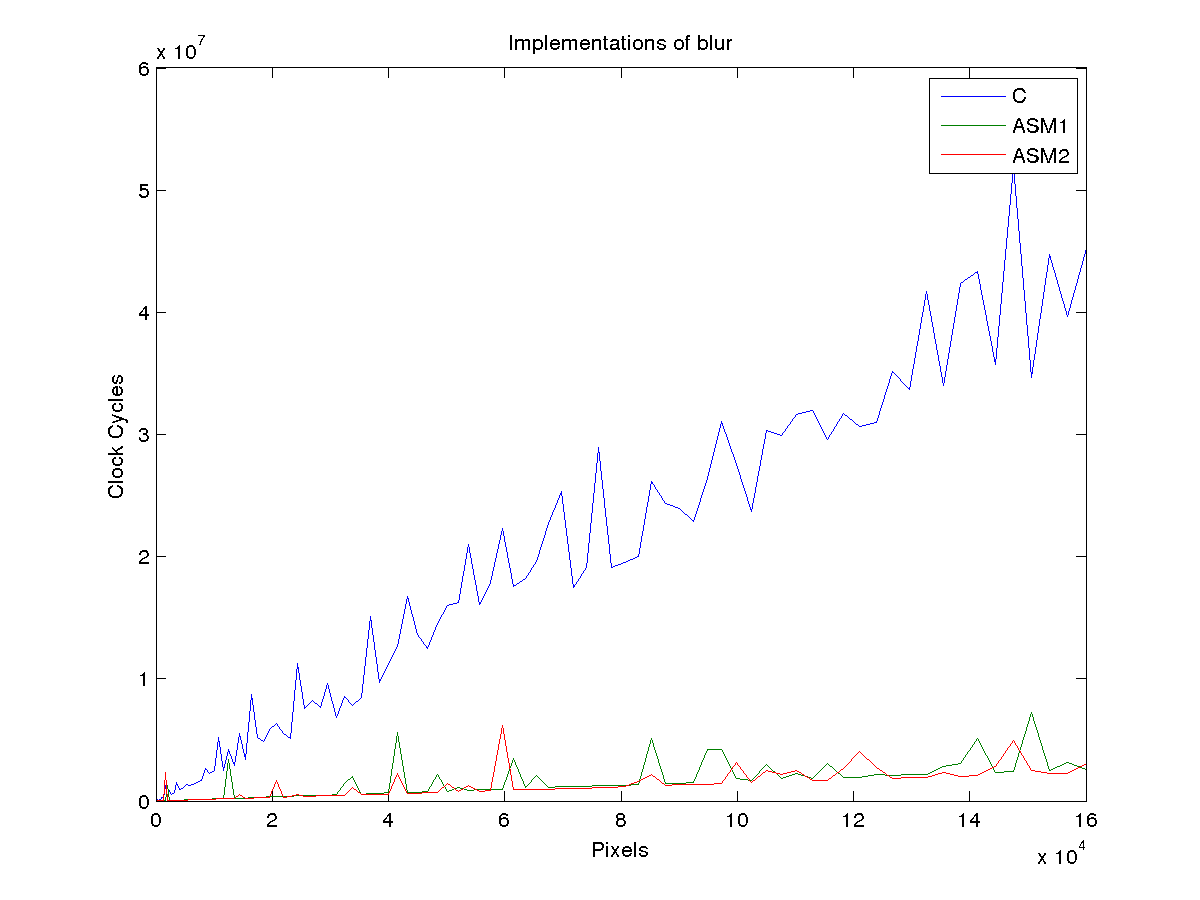 Implementations of blur
x 10^7
6
5
4
3
2
1
0
Clock Cycles
C
ASM1
ASM2
0 2 4 6 8 10 12 14 16
Pixels
x 10^4